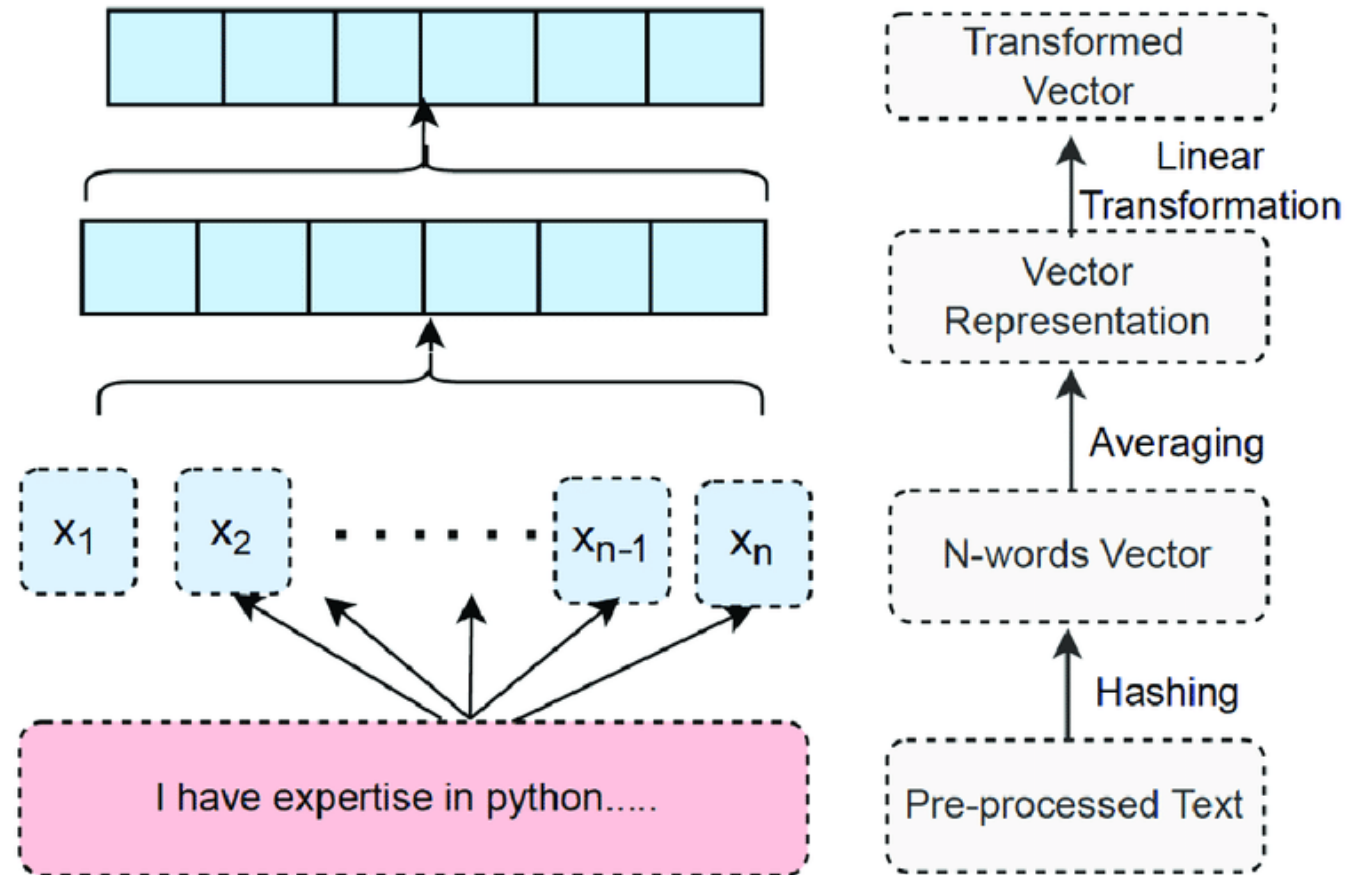 Transformed
Vector
Linear
Transformation
Vector
Representation
Averaging
x1
x2
. . . . . .
xn-1
xn
N-words Vector
Hashing
I have expertise in python.....
Pre-processed Text